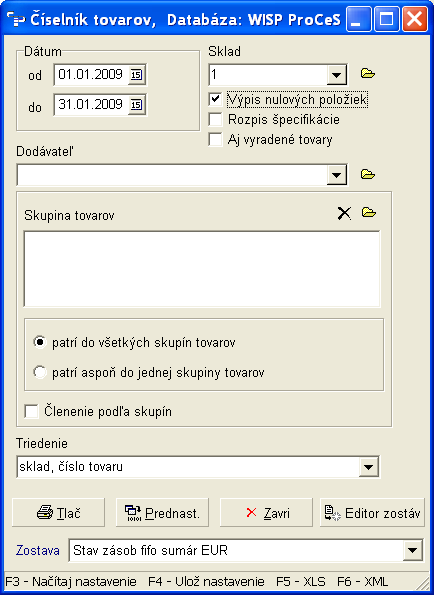 Číselník tovarov, Databáza: WISP ProCeS
Dátum
od 01.01.2009 15
do 31.01.2009 15
Sklad
1
Výpis nulových položiek
Rozpis špecifikácie
Aj vyradené tovary
Dodávateľ
Skupina tovarov
patrí do všetkých skupín tovarov
patrí aspoň do jednej skupiny tovarov
Členenie podľa skupín
Triedenie
sklad, číslo tovaru
Tlač Prednast. Zavri Editor zostáv
Zostava Stav zásob fifo sumár EUR
F3 - Načítaj nastavenie F4 - Ulož nastavenie F5 - XLS F6 - XML